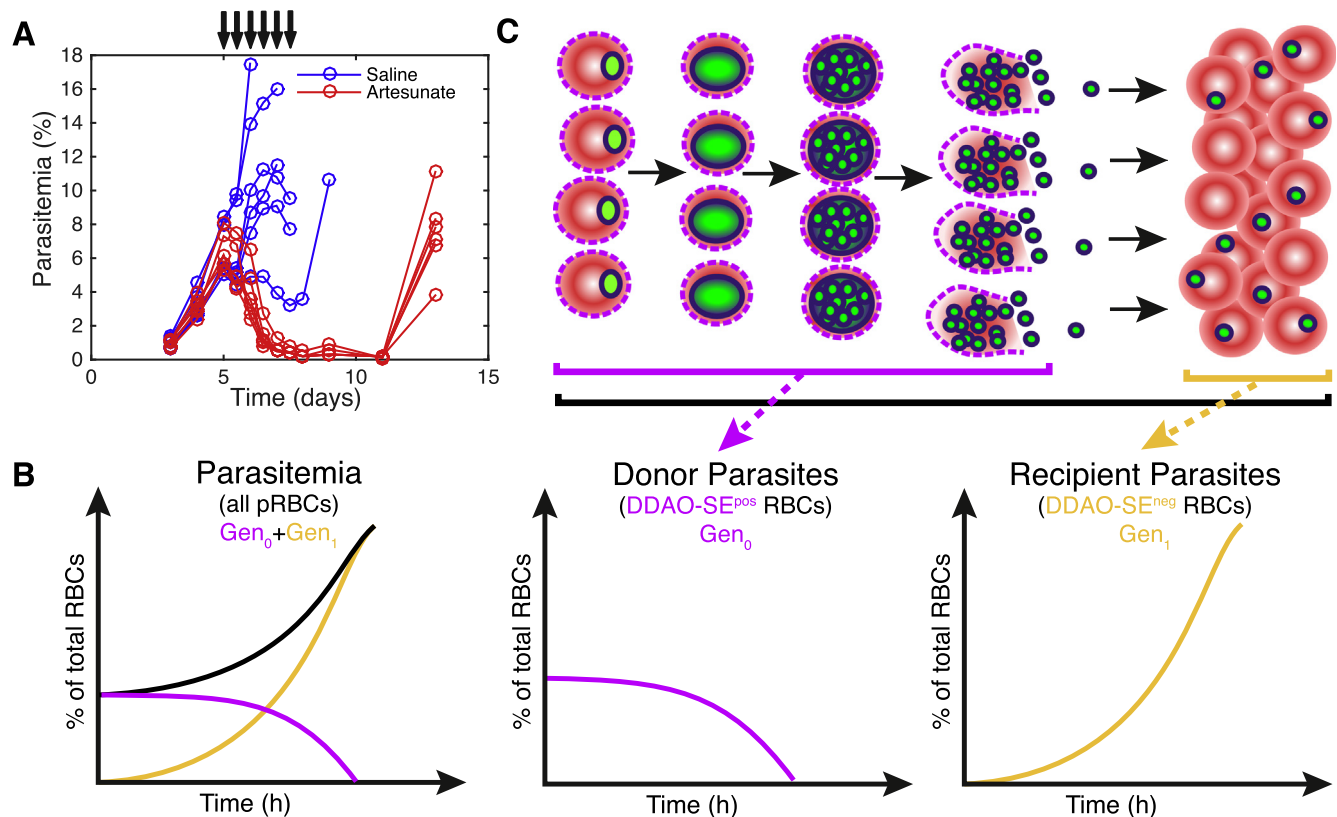 A
18
16
14
12
10
8
6
4
2
0
Parasitemia (%)
Saline
Artesunate
0
5
10
15
Time (days)
C
B
Parasitemia
(all pRBCs)
Gen₀+Gen₁
% of total RBCs
Time (h)
Donor Parasites
(DDAO-SEᵖᵒˢ RBCs)
Gen₀
% of total RBCs
Time (h)
Recipient Parasites
(DDAO-SEⁿᵉᵍ RBCs)
Gen₁
% of total RBCs
Time (h)